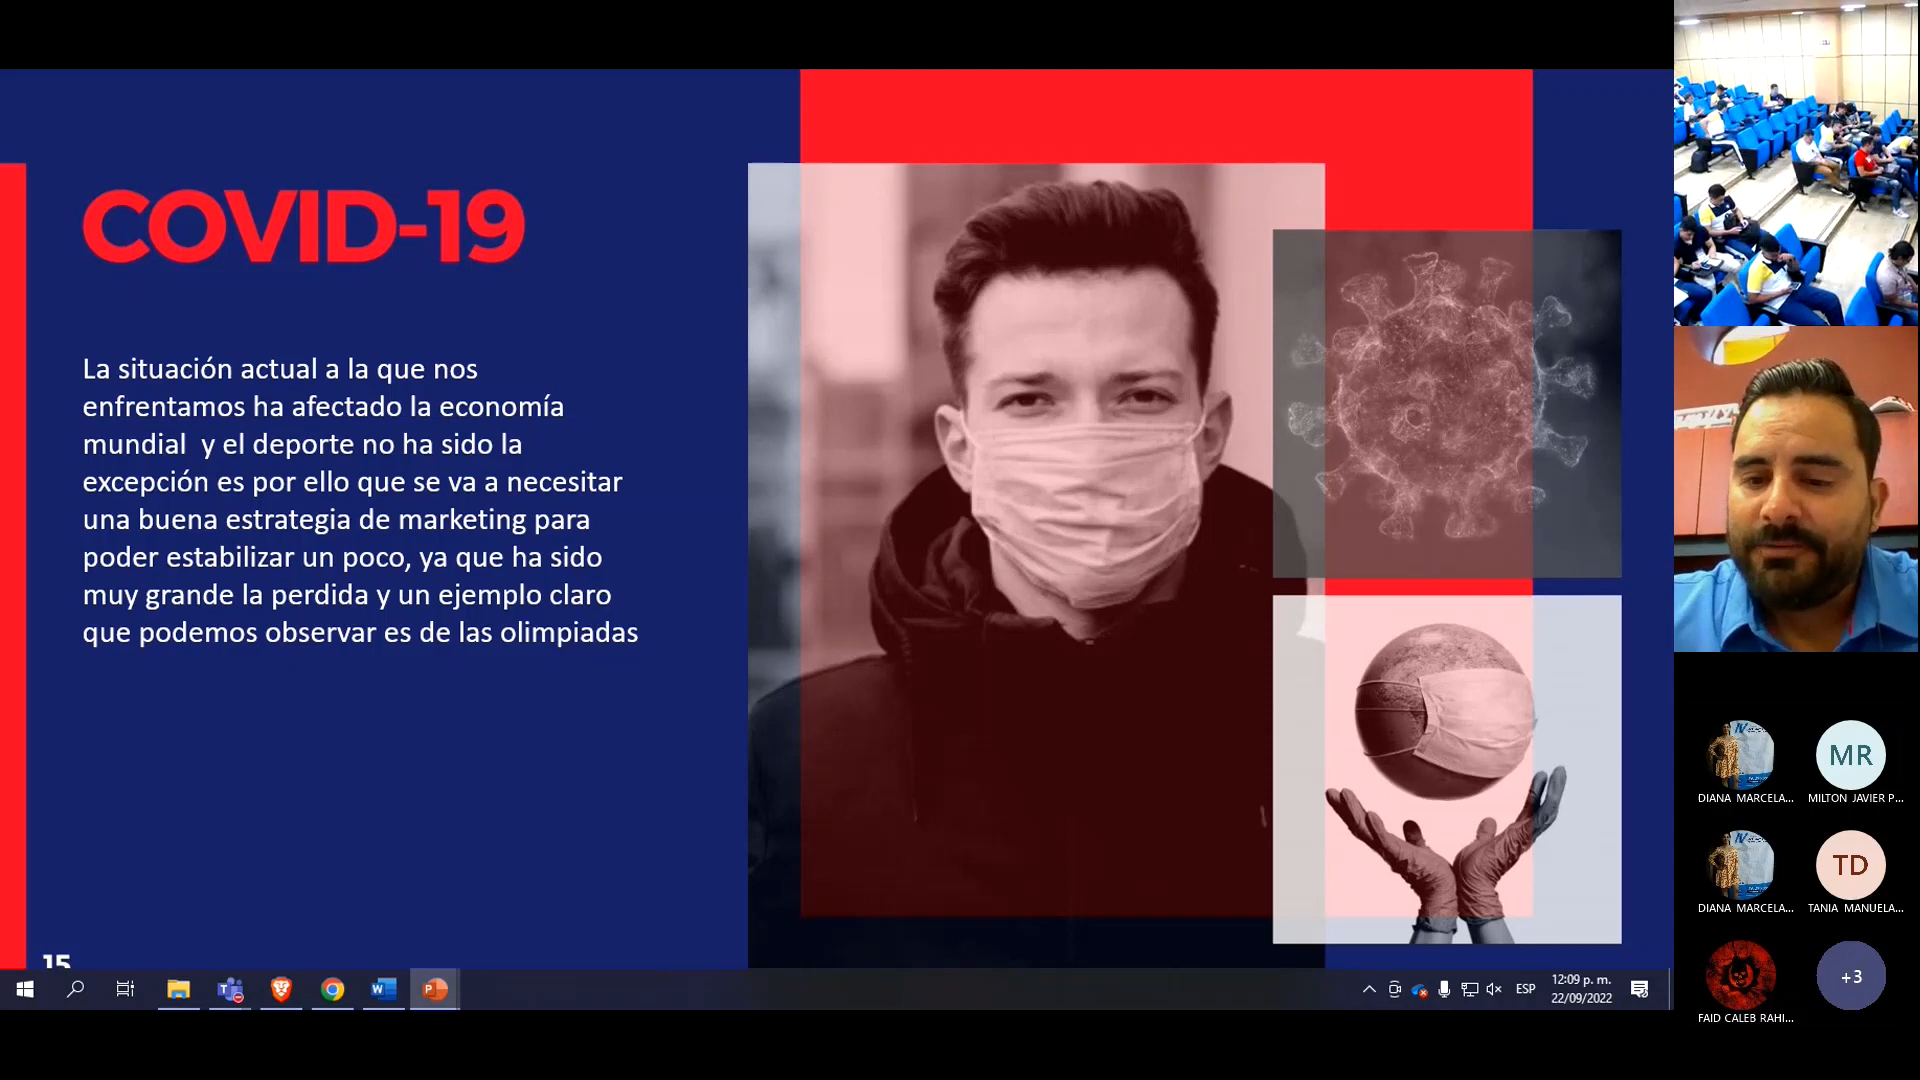 COVID-19
La situación actual a la que nos
enfrentamos ha afectado la economía
mundial  y el deporte no ha sido la
excepción es por ello que se va a necesitar
una buena estrategia de marketing para
poder estabilizar un poco, ya que ha sido
muy grande la perdida y un ejemplo claro
que podemos observar es de las olimpiadas
15
ESP
12:09 p. m.
22/09/2022
DIANA MARCELA...
MR
MILTON JAVIER P...
DIANA MARCELA...
TD
TANIA MANUELA...
FAID CALEB RAHI...
+3